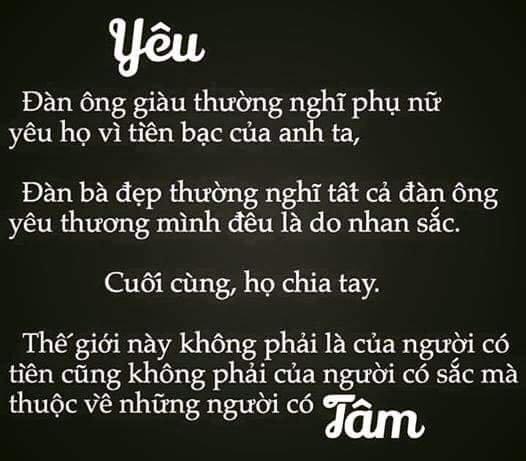 Yêu
Đàn ông giàu thường nghĩ phụ nữ
yêu họ vì tiền bạc của anh ta,
Đàn bà đẹp thường nghĩ tất cả đàn ông
yêu thương mình đều là do nhan sắc.
Cuối cùng, họ chia tay.
Thế giới này không phải là của người có
tiền cũng không phải của người có sắc mà
thuộc về những người có Tâm